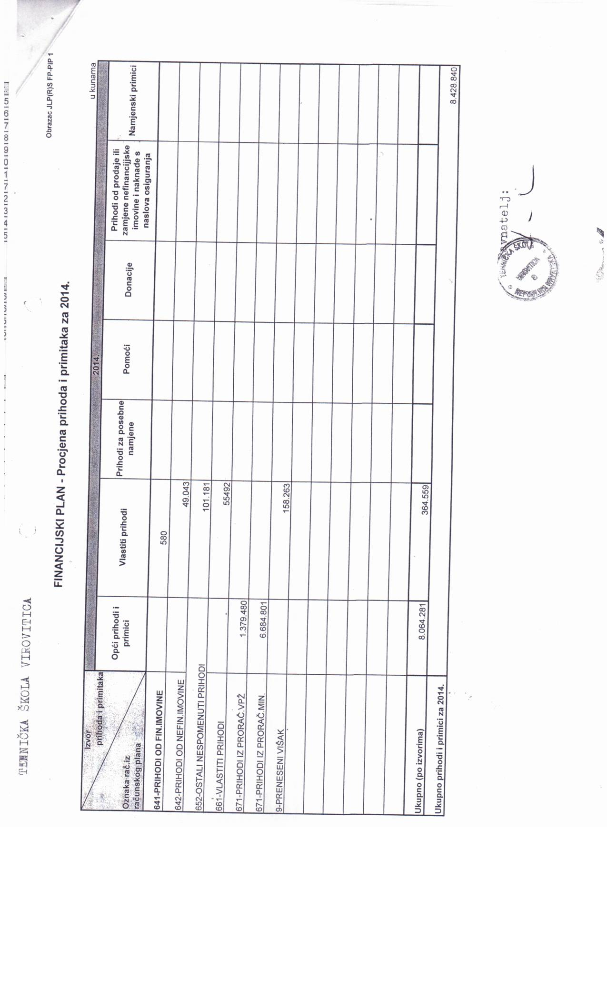 TEHNIČKA ŠKOLA VIROVITICA
Obrazac JLP(R)S FP-PiP 1
FINANCIJSKI PLAN - Procjena prihoda i primitaka za 2014.
u kunama
Izvor
prihoda i primitaka
Oznaka rač.iz
računskog plana
2014.
Opći prihodi i
primici
Vlastiti prihodi
Prihodi za posebne
namjene
Pomoći
Donacije
Prihodi od prodaje ili
zamjene nefinancijjske
imovine i naknade s
naslova osiguranja
Namjenski primici
641-PRIHODI OD FIN.IMOVINE 580
642-PRIHODI OD NEFIN.IMOVINE 49.043
652-OSTALI NESPOMENUTI PRIHODI 101.181
661-VLASTITI PRIHODI 55492
671-PRIHODI IZ PRORAČ.VPŽ 1.379.480
671-PRIHODI IZ PRORAČ.MIN. 6.684.801
9-PRENESENI VIŠAK 158.263
Ukupno (po izvorima) 8.064.281 364.559
Ukupno prihodi i primici za 2014. 8.428.840
Ravnatelj:
TEHNIČKA ŠKOLA
VIROVITICA
REPUBLIKA HRVATSKA